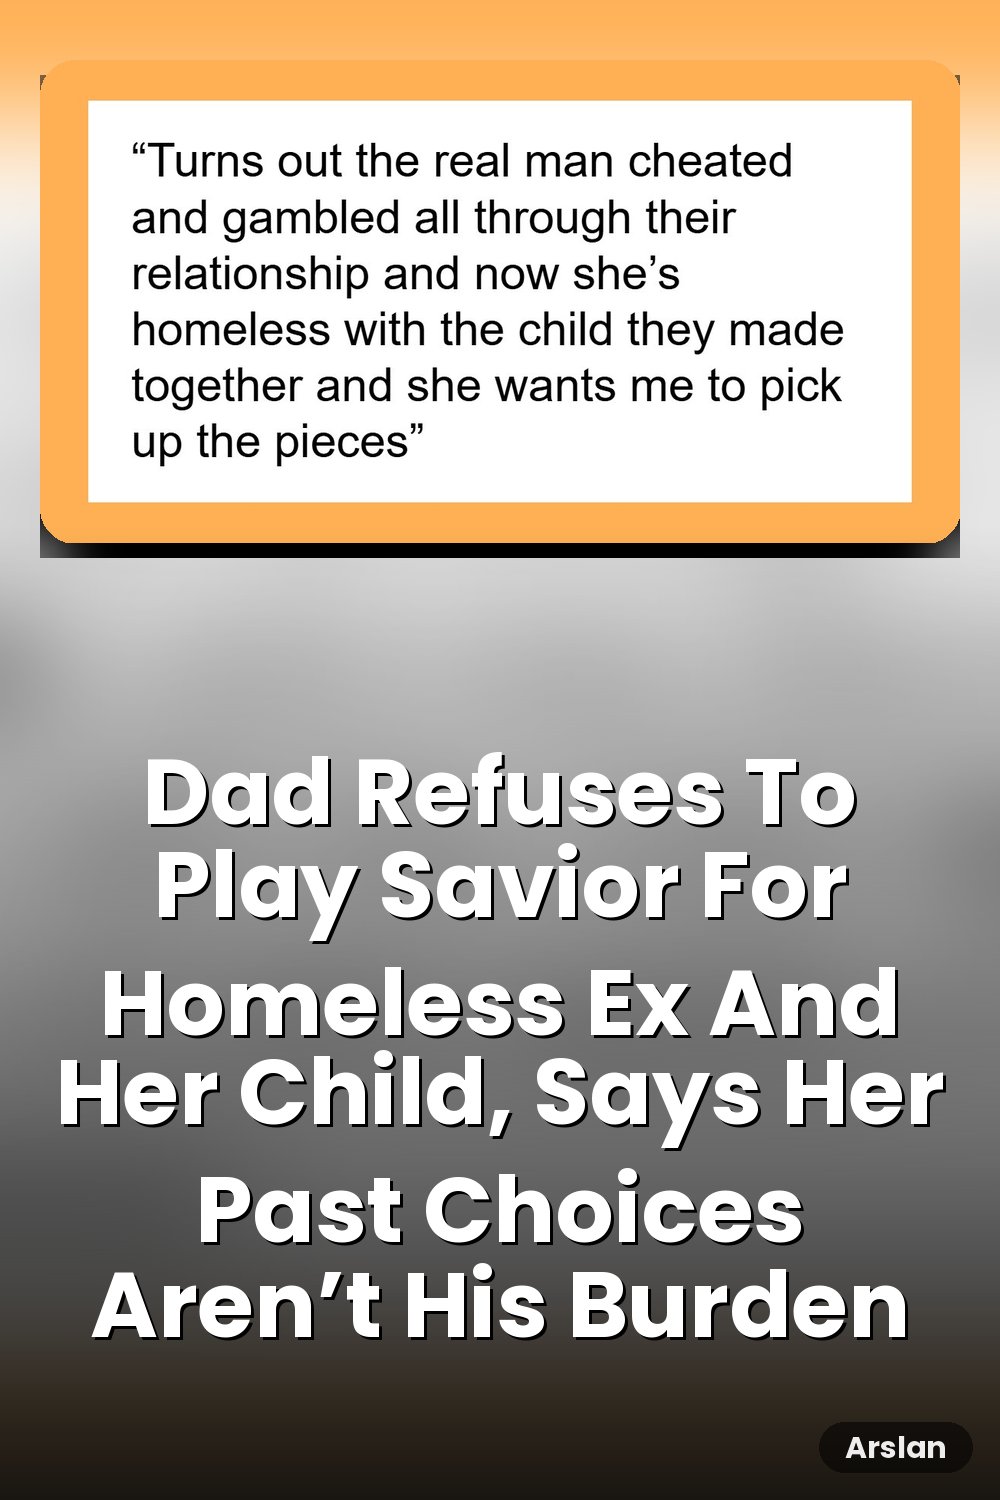 “Turns out the real man cheated
and gambled all through their
relationship and now she’s
homeless with the child they made
together and she wants me to pick
up the pieces”
Dad Refuses To
Play Savior For
Homeless Ex And
Her Child, Says Her
Past Choices
Aren’t His Burden
Arslan